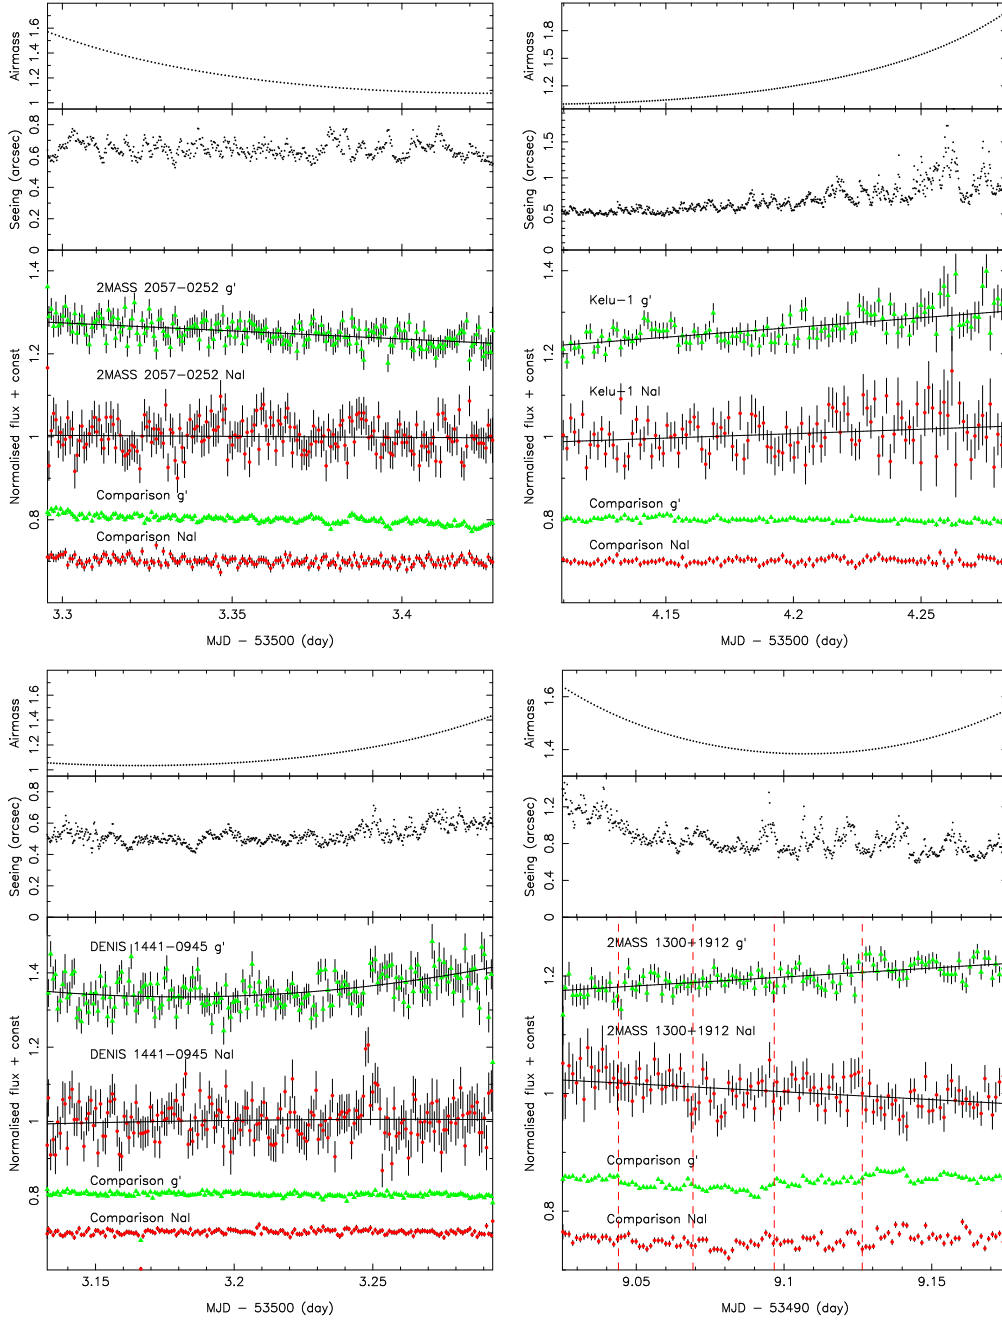 Airmass
1 1.2 1.4 1.6
Seeing (arcsec)
0 0.2 0.4 0.6 0.8
Normalised flux + const
0.8 1 1.2 1.4
2MASS 2057-0252 g'
2MASS 2057-0252 NaI
Comparison g'
Comparison NaI
3.3 3.35 3.4
MJD - 53500 (day)
Airmass
1.2 1.5 1.8
Seeing (arcsec)
0 0.5 1 1.5
Normalised flux + const
0.8 1 1.2 1.4
Kelu-1 g'
Kelu-1 NaI
Comparison g'
Comparison NaI
4.15 4.2 4.25
MJD - 53500 (day)
Airmass
1 1.2 1.4 1.6
Seeing (arcsec)
0 0.2 0.4 0.6 0.8
Normalised flux + const
0.8 1 1.2 1.4
DENIS 1441-0945 g'
DENIS 1441-0945 NaI
Comparison g'
Comparison NaI
3.15 3.2 3.25
MJD - 53500 (day)
Airmass
1.4 1.6
Seeing (arcsec)
0 0.4 0.8 1.2
Normalised flux + const
0.8 1 1.2
2MASS 1300+1912 g'
2MASS 1300+1912 NaI
Comparison g'
Comparison NaI
9.05 9.1 9.15
MJD - 53490 (day)